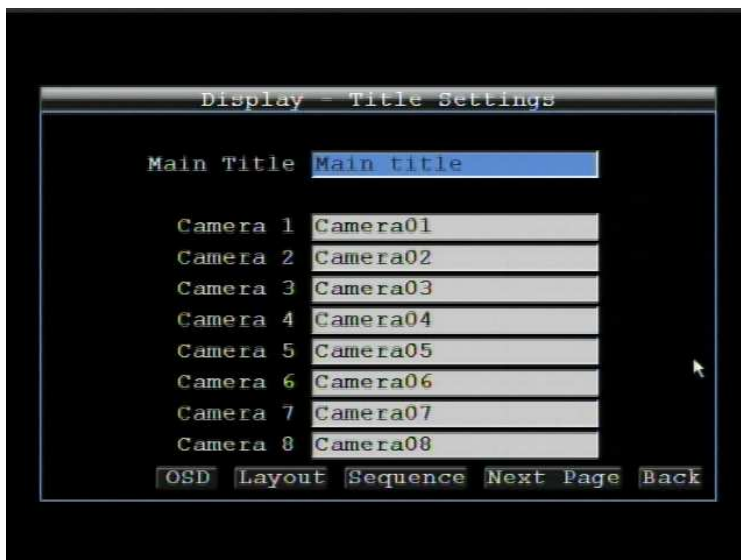 Display - Title Settings
Main Title Main title
Camera 1 Camera01
Camera 2 Camera02
Camera 3 Camera03
Camera 4 Camera04
Camera 5 Camera05
Camera 6 Camera06
Camera 7 Camera07
Camera 8 Camera08
OSD Layout Sequence Next Page Back